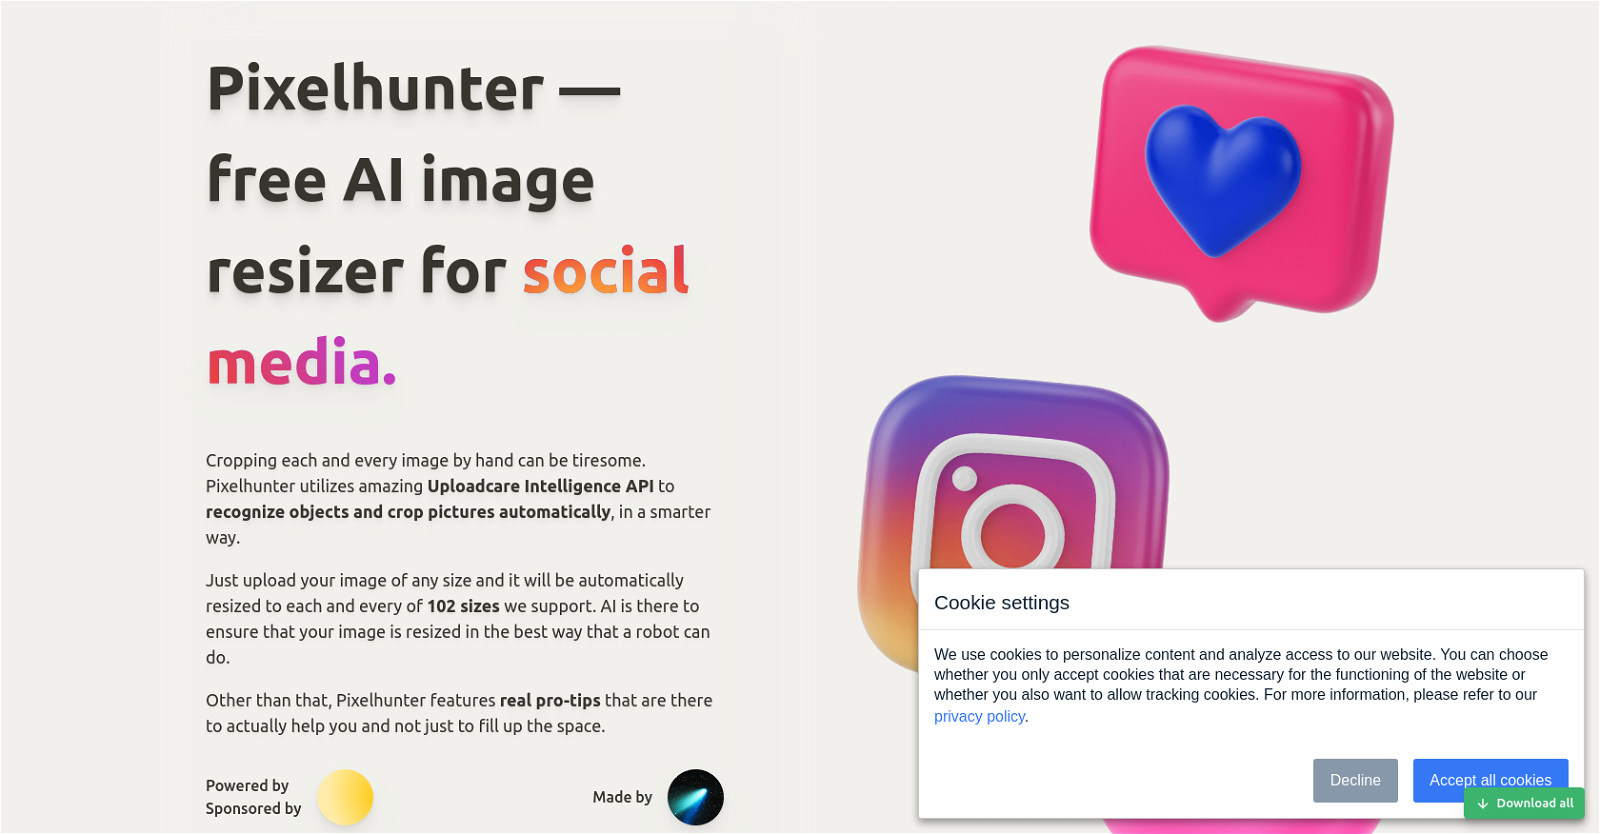 Pixelhunter —
free AI image
resizer for social
media.
Cropping each and every image by hand can be tiresome.
Pixelhunter utilizes amazing Uploadcare Intelligence API to
recognize objects and crop pictures automatically, in a smarter
way.
Just upload your image of any size and it will be automatically
resized to each and every of 102 sizes we support. AI is there to
ensure that your image is resized in the best way that a robot can
do.
Other than that, Pixelhunter features real pro-tips that are there
to actually help you and not just to fill up the space.
Powered by
Sponsored by
Made by
Cookie settings
We use cookies to personalize content and analyze access to our website. You can choose
whether you only accept cookies that are necessary for the functioning of the website or
whether you also want to allow tracking cookies. For more information, please refer to our
privacy policy.
Decline
Accept all cookies
Download all